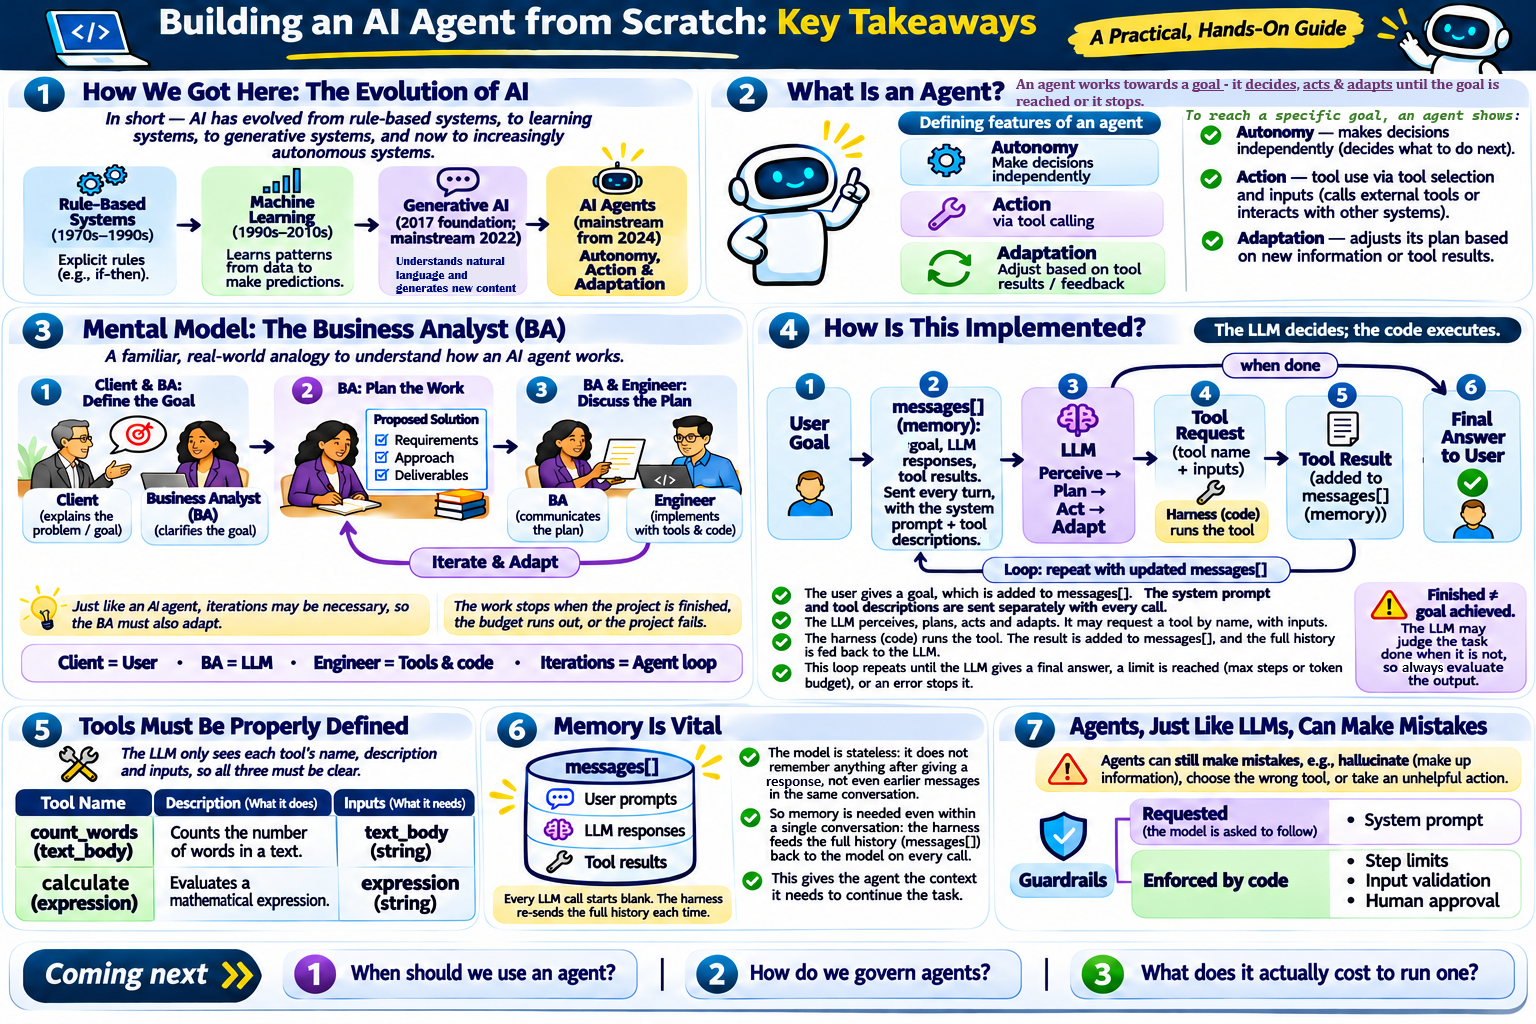 </>
Building an AI Agent from Scratch: Key Takeaways
A Practical, Hands-On Guide
1
How We Got Here: The Evolution of AI
In short — AI has evolved from rule-based systems, to learning
systems, to generative systems, and now to increasingly
autonomous systems.
Rule-Based
Systems
(1970s–1990s)
Explicit rules
(e.g., if-then).
Machine
Learning
(1990s–2010s)
Learns patterns
from data to
make predictions.
Generative AI
(2017 foundation;
mainstream 2022)
Understands natural
language and
generates new content
AI Agents
(mainstream
from 2024)
Autonomy,
Action &
Adaptation
2
What Is an Agent?
An agent works towards a goal - it decides, acts & adapts until the goal is
reached or it stops.
Defining features of an agent
Autonomy
Make decisions
independently
Action
via tool calling
Adaptation
Adjust based on tool
results / feedback
To reach a specific goal, an agent shows:
Autonomy — makes decisions
independently (decides what to do next).
Action — tool use via tool selection
and inputs (calls external tools or
interacts with other systems).
Adaptation — adjusts its plan based
on new information or tool results.
3
Mental Model: The Business Analyst (BA)
A familiar, real-world analogy to understand how an AI agent works.
1
Client & BA:
Define the Goal
Client
(explains the
problem / goal)
Business Analyst
(BA)
(clarifies the goal)
2
BA: Plan the Work
Proposed Solution
Requirements
Approach
Deliverables
3
BA & Engineer:
Discuss the Plan
</>
BA
(communicates
the plan)
Engineer
(implements
with tools & code)
Iterate & Adapt
Just like an AI agent, iterations may be necessary, so
the BA must also adapt.
The work stops when the project is finished,
the budget runs out, or the project fails.
Client = User • BA = LLM • Engineer = Tools & code • Iterations = Agent loop
4
How Is This Implemented?
The LLM decides; the code executes.
when done
1
User
Goal
2
messages[]
(memory):
goal, LLM
responses,
tool results.
Sent every turn,
with the system
prompt + tool
descriptions.
3
LLM
Perceive →
Plan →
Act →
Adapt
4
Tool
Request
(tool name
+ inputs)
Harness (code)
runs the tool
5
Tool Result
(added to
messages[]
(memory))
6
Final
Answer
to User
Loop: repeat with updated messages[]
The user gives a goal, which is added to messages[]. The system prompt
and tool descriptions are sent separately with every call.
The LLM perceives, plans, acts and adapts. It may request a tool by name, with inputs.
The harness (code) runs the tool. The result is added to messages[], and the full history
is fed back to the LLM.
This loop repeats until the LLM gives a final answer, a limit is reached (max steps or token
budget), or an error stops it.
Finished ≠
goal achieved.
The LLM may
judge the task
done when it is not,
so always evaluate
the output.
5
Tools Must Be Properly Defined
The LLM only sees each tool's name, description
and inputs, so all three must be clear.
Tool Name
Description (What it does)
Inputs (What it needs)
count_words
(text_body)
Counts the number
of words in a text.
text_body
(string)
calculate
(expression)
Evaluates a
mathematical expression.
expression
(string)
6
Memory Is Vital
messages[]
User prompts
LLM responses
Tool results
Every LLM call starts blank. The harness
re-sends the full history each time.
The model is stateless: it does not
remember anything after giving a
response, not even earlier messages
in the same conversation.
So memory is needed even within
a single conversation: the harness
feeds the full history (messages[])
back to the model on every call.
This gives the agent the context
it needs to continue the task.
7
Agents, Just Like LLMs, Can Make Mistakes
Agents can still make mistakes, e.g., hallucinate (make up
information), choose the wrong tool, or take an unhelpful action.
Guardrails
Requested
(the model is asked to follow)
• System prompt
Enforced by code
• Step limits
• Input validation
• Human approval
Coming next
1
When should we use an agent?
2
How do we govern agents?
3
What does it actually cost to run one?